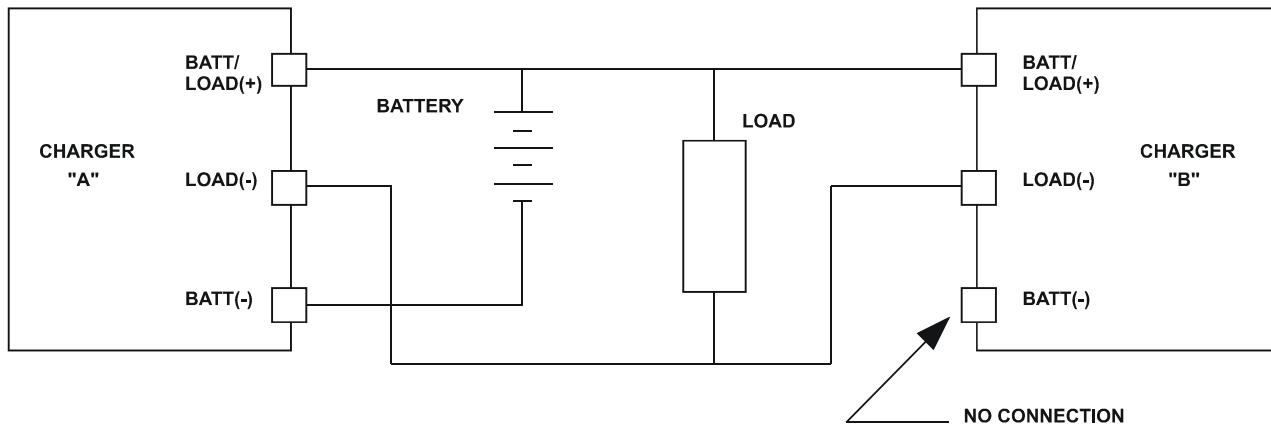 CHARGER
"A"
BATT/
LOAD(+)
LOAD(-)
BATT(-)
BATTERY
LOAD
BATT/
LOAD(+)
LOAD(-)
BATT(-)
CHARGER
"B"
NO CONNECTION